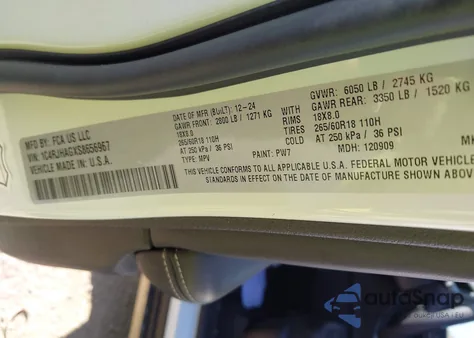 MFD BY: FCA US LLC
DATE OF MFR (BUILT): 12-24
GVWR: 6050 LB / 2745 KG
GAWR FRONT: 2800 LB / 1271 KG WITH
GAWR REAR: 3350 LB / 1520 KG
18X8.0 RIMS 18X8.0
265/60R18 110H TIRES 265/60R18 110H
AT 250 kPa / 36 PSI COLD AT 250 kPa / 36 PSI
VEHICLE MADE IN U.S.A.
TYPE: MPV PAINT: PW7 MDH: 120909 MK
THIS VEHICLE CONFORMS TO ALL APPLICABLE U.S.A. FEDERAL MOTOR VEHICL
STANDARDS IN EFFECT ON THE DATE OF MANUFACTURE SHOWN ABOVE
autoSnap